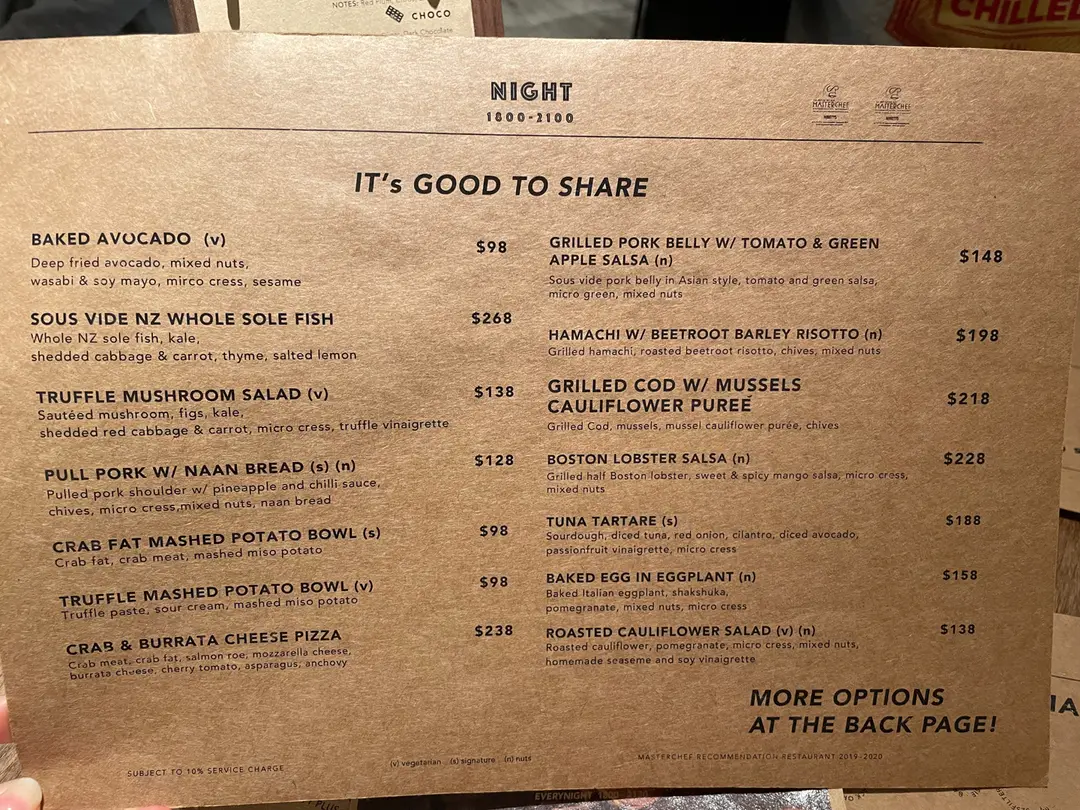 NOTES: Red
CHOCO
Dark Chocolate
CHILLED
NIGHT
1800-2100
MASTERCHEF
MASTERCHEF
IT's GOOD TO SHARE
BAKED AVOCADO (v)
$98
Deep fried avocado, mixed nuts,
wasabi & soy mayo, mirco cress, sesame
SOUS VIDE NZ WHOLE SOLE FISH
$268
Whole NZ sole fish, kale,
shedded cabbage & carrot, thyme, salted lemon
TRUFFLE MUSHROOM SALAD (v)
$138
Sautéed mushroom, figs, kale,
shedded red cabbage & carrot, micro cress, truffle vinaigrette
PULL PORK W/ NAAN BREAD (s) (n)
$128
Pulled pork shoulder w/ pineapple and chilli sauce,
chives, micro cress,mixed nuts, naan bread
CRAB FAT MASHED POTATO BOWL (s)
$98
Crab fat, crab meat, mashed miso potato
TRUFFLE MASHED POTATO BOWL (v)
$98
Truffle paste, sour cream, mashed miso potato
CRAB & BURRATA CHEESE PIZZA
$238
Crab meat, crab fat, salmon roe, mozzarella cheese,
burrata cheese, cherry tomato, asparagus, anchovy
GRILLED PORK BELLY W/ TOMATO & GREEN
APPLE SALSA (n)
$148
Sous vide pork belly in Asian style, tomato and green salsa,
micro green, mixed nuts
HAMACHI W/ BEETROOT BARLEY RISOTTO (n)
$198
Grilled hamachi, roasted beetroot risotto, chives, mixed nuts
GRILLED COD W/ MUSSELS
CAULIFLOWER PUREÉ
$218
Grilled Cod, mussels, mussel cauliflower purée, chives
BOSTON LOBSTER SALSA (n)
$228
Grilled half Boston lobster, sweet & spicy mango salsa, micro cress,
mixed nuts
TUNA TARTARE (s)
$188
Sourdough, diced tuna, red onion, cilantro, diced avocado,
passionfruit vinaigrette, micro cress
BAKED EGG IN EGGPLANT (n)
$158
Baked Italian eggplant, shakshuka,
pomegranate, mixed nuts, micro cress
ROASTED CAULIFLOWER SALAD (v) (n)
$138
Roasted cauliflower, pomegranate, micro cress, mixed nuts,
homemade seaseme and soy vinaigrette
MORE OPTIONS
AT THE BACK PAGE!
SUBJECT TO 10% SERVICE CHARGE
(v) vegetarian . (s) signature . (n) nuts
MASTERCHEF RECOMMENDATION RESTAURANT 2019-2020
EVERYNIGHT 1800-2100